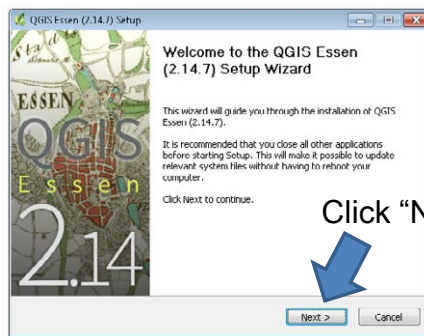 QGIS Essen (2.14.7) Setup
Welcome to the QGIS Essen
(2.14.7) Setup Wizard
ESSEN
QGIS
Essen
2.14
This wizard will guide you through the installation of QGIS
Essen (2.14.7).
It is recommended that you close all other applications
before starting Setup. This will make it possible to update
relevant system files without having to reboot your
computer.
Click Next to continue.
Click “N
Next >
Cancel